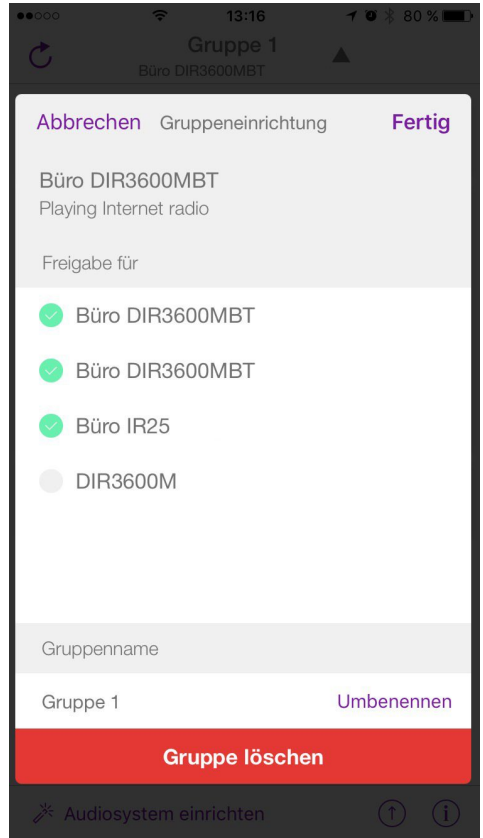 13:16
80 %
Gruppe 1
Büro DIR3600MBT
Abbrechen Gruppeneinrichtung Fertig
Büro DIR3600MBT
Playing Internet radio
Freigabe für
Büro DIR3600MBT
Büro DIR3600MBT
Büro IR25
DIR3600M
Gruppenname
Gruppe 1 Umbenennen
Gruppe löschen
Audiosystem einrichten